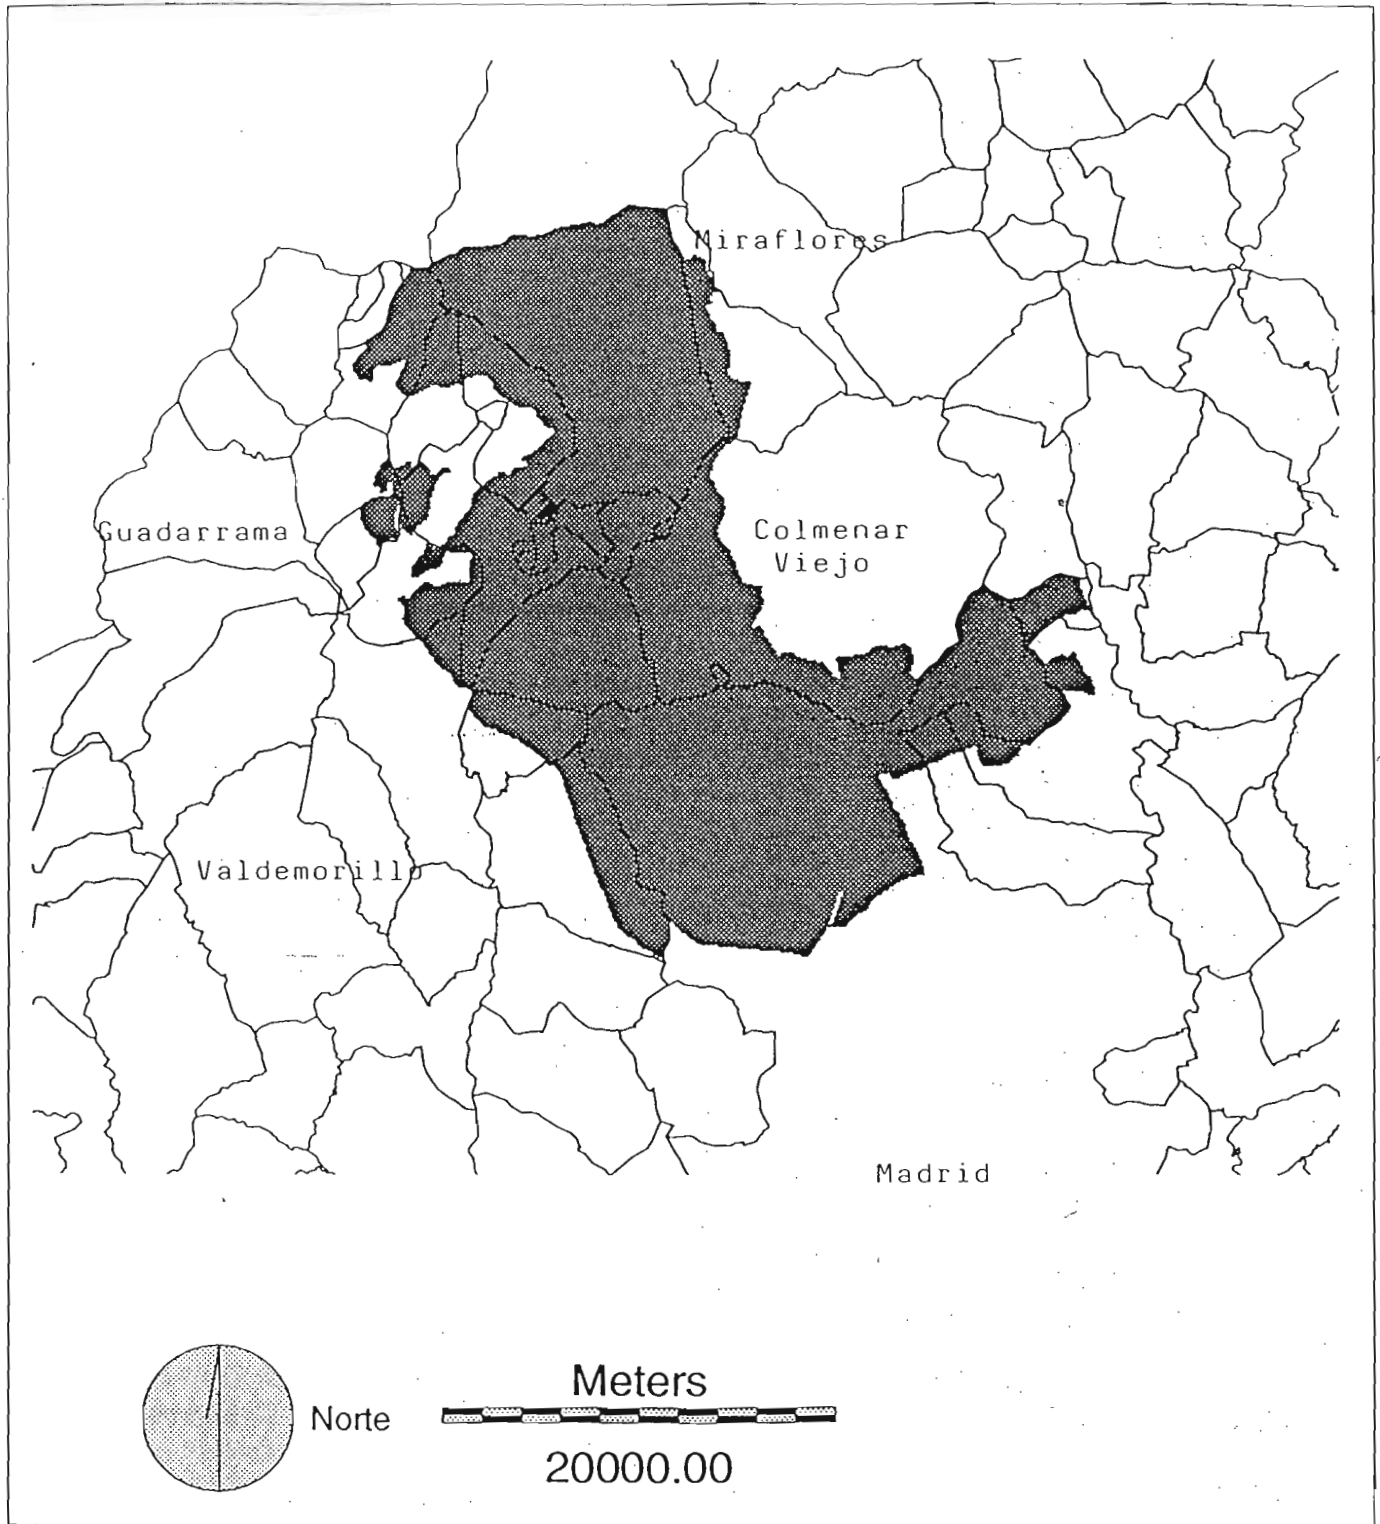 Miraflores
Guadarrama
Colmenar
Viejo
Valdemorillo
Madrid
Norte
Meters
20000.00